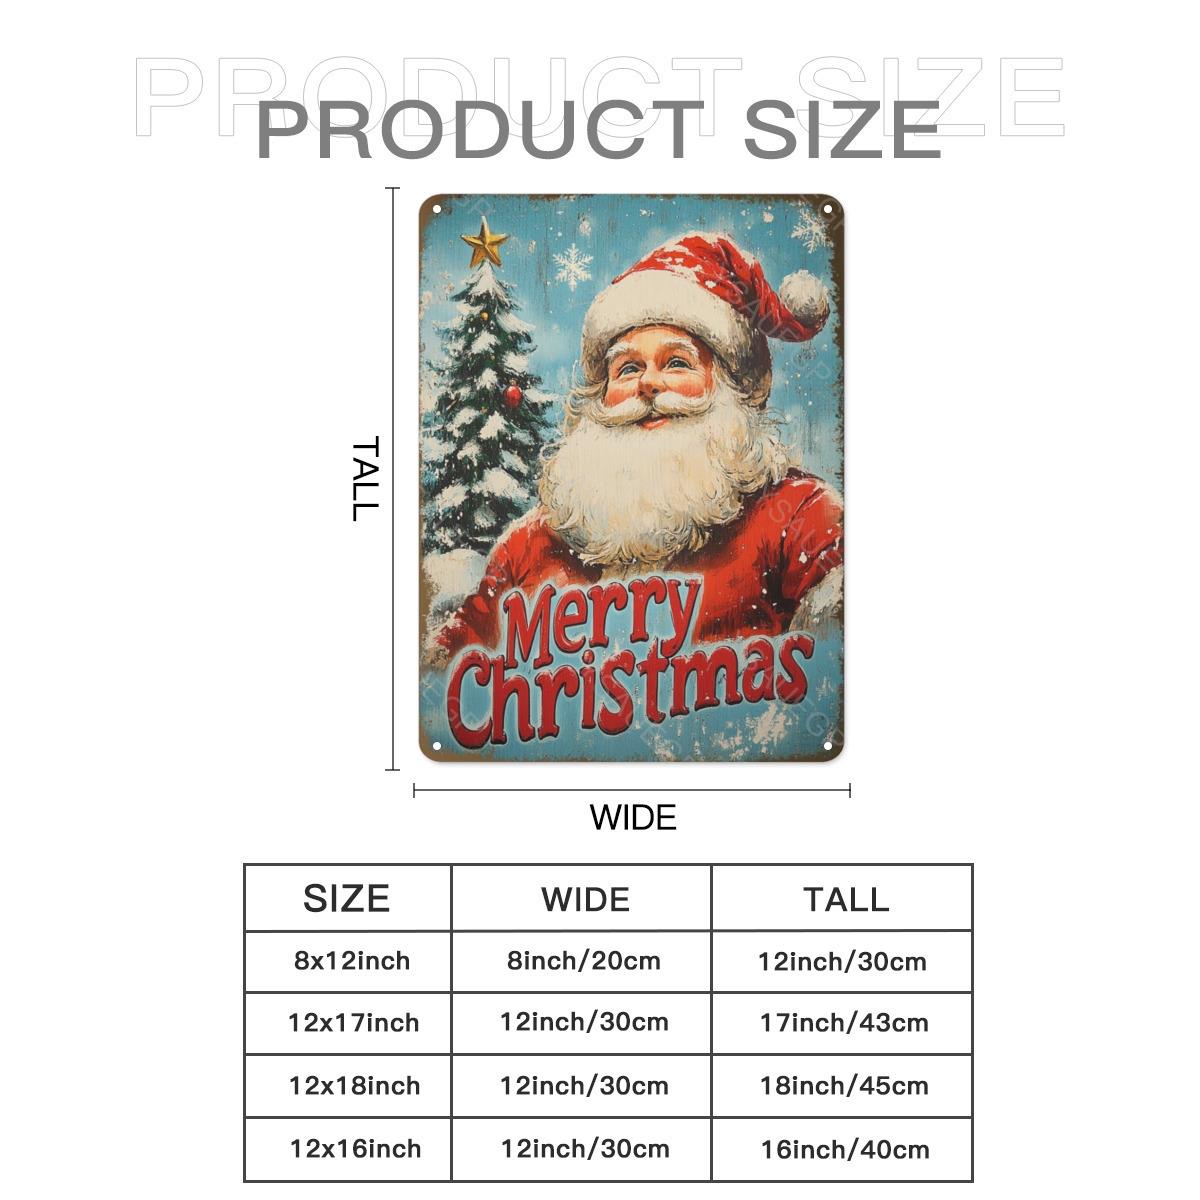 PRODUCT SIZE
PRODUCT SIZE
TALL
Merry
Christmas
WIDE
SIZE WIDE TALL
8x12inch 8inch/20cm 12inch/30cm
12x17inch 12inch/30cm 17inch/43cm
12x18inch 12inch/30cm 18inch/45cm
12x16inch 12inch/30cm 16inch/40cm